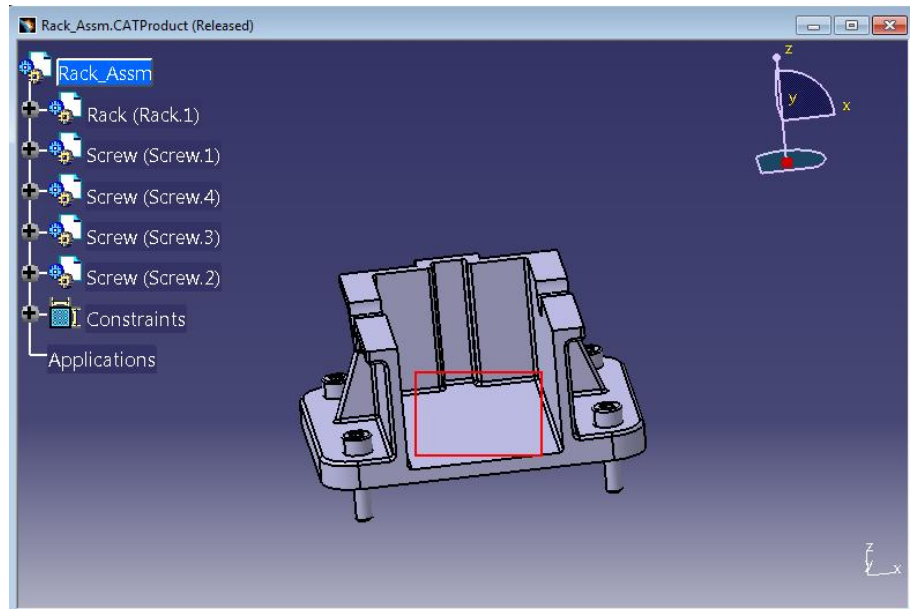 Rack_Assm.CATProduct (Released)
Rack_Assm
Rack (Rack.1)
Screw (Screw.1)
Screw (Screw.4)
Screw (Screw.3)
Screw (Screw.2)
Constraints
Applications
z
y
x
z
y
x